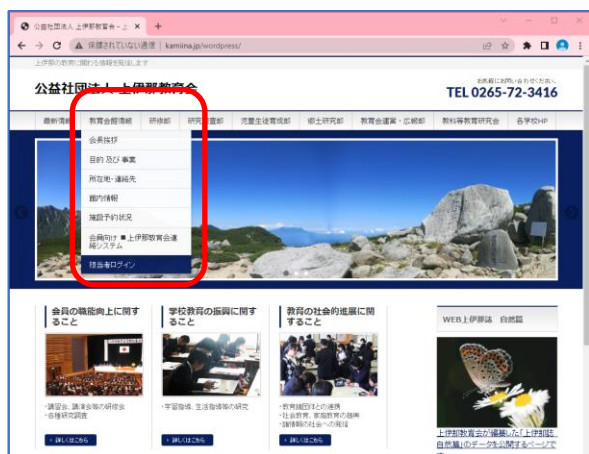 公益社団法人 上伊那教育会 - 上
保護されていない通信 | kamiina.jp/wordpress/
上伊那の教育に関わる情報を発信します
公益社団法人 上伊那教育会
お気軽にお問い合わせください。
TEL 0265-72-3416
最新情報 教育会館情報 研修部 研究調査部 児童生徒育成部 郷土研究部 教育会運営・広報部 教科等教育研究会 各学校HP
会長挨拶
目的 及び 事業
所在地・連絡先
館内情報
施設予約状況
会員向け ■上伊那教育会連
絡システム
担当者ログイン
会員の職能向上に関す
ること
・講習会、講演会等の研修会
・各種研究調査
詳しくはこちら
学校教育の振興に関す
ること
・学習指導、生活指導等の研究
詳しくはこちら
教育の社会的進展に関
すること
・教育諸団体との連携
・社会教育、家庭教育の振興
・諸情報の社会への発信
詳しくはこちら
WEB上伊那誌 自然篇
上伊那教育会が編纂した「上伊那誌
自然篇」のデータを公開するページで